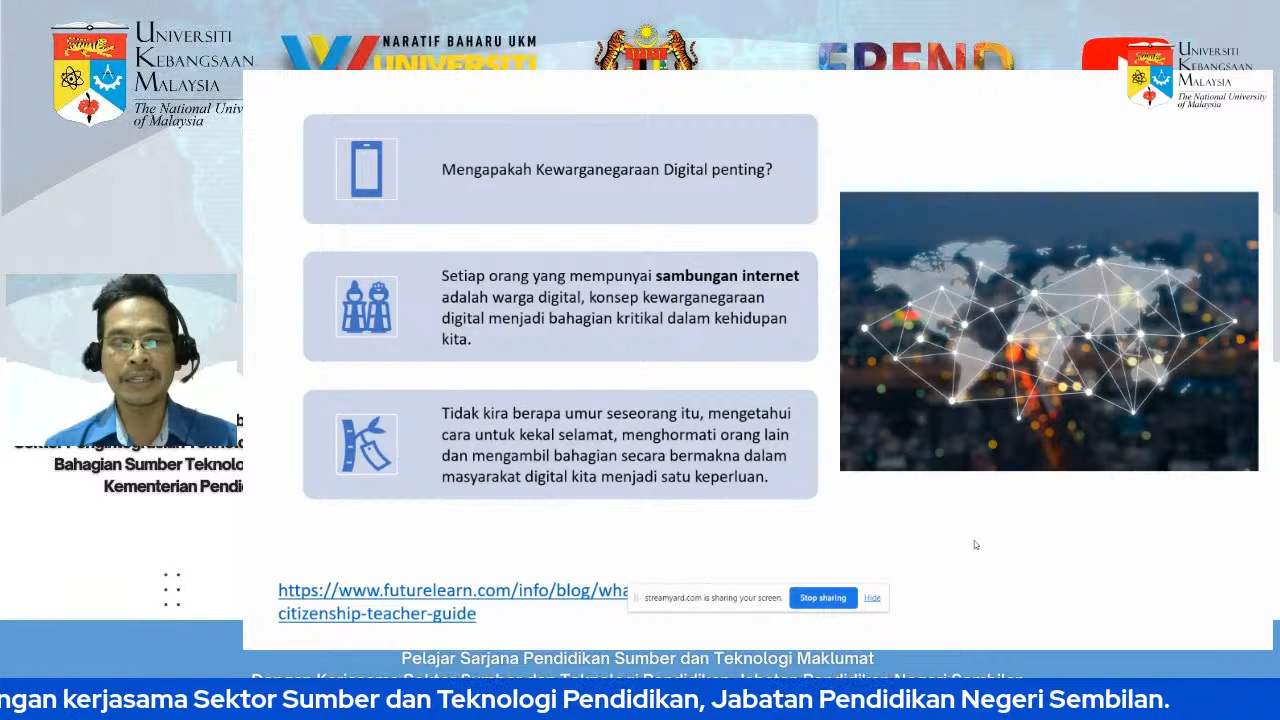 UNIVERSITI
KEBANGSAAN
MALAYSIA
The National
of Malaysia
NARATIF BAHARU UKM
UNIVERSITI
UNIVERSITI
KEBANGSAAN
MALAYSIA
The National University
of Malaysia
Mengapakah Kewarganegaraan Digital penting?
Setiap orang yang mempunyai sambungan internet
adalah warga digital, konsep kewarganegaraan
digital menjadi bahagian kritikal dalam kehidupan
kita.
Tidak kira berapa umur seseorang itu, mengetahui
cara untuk kekal selamat, menghormati orang lain
dan mengambil bahagian secara bermakna dalam
masyarakat digital kita menjadi satu keperluan.
Bahagian Sumber
Kementerian
https://www.futurelearn.com/info/blog/wha
citizenship-teacher-guide
streamyard.com is sharing your screen.
Stop sharing
Hide
Pelajar Sarjana Pendidikan Sumber dan Teknologi Maklumat
ngan kerjasama Sektor Sumber dan Teknologi Pendidikan, Jabatan Pendidikan Negeri Sembilan.